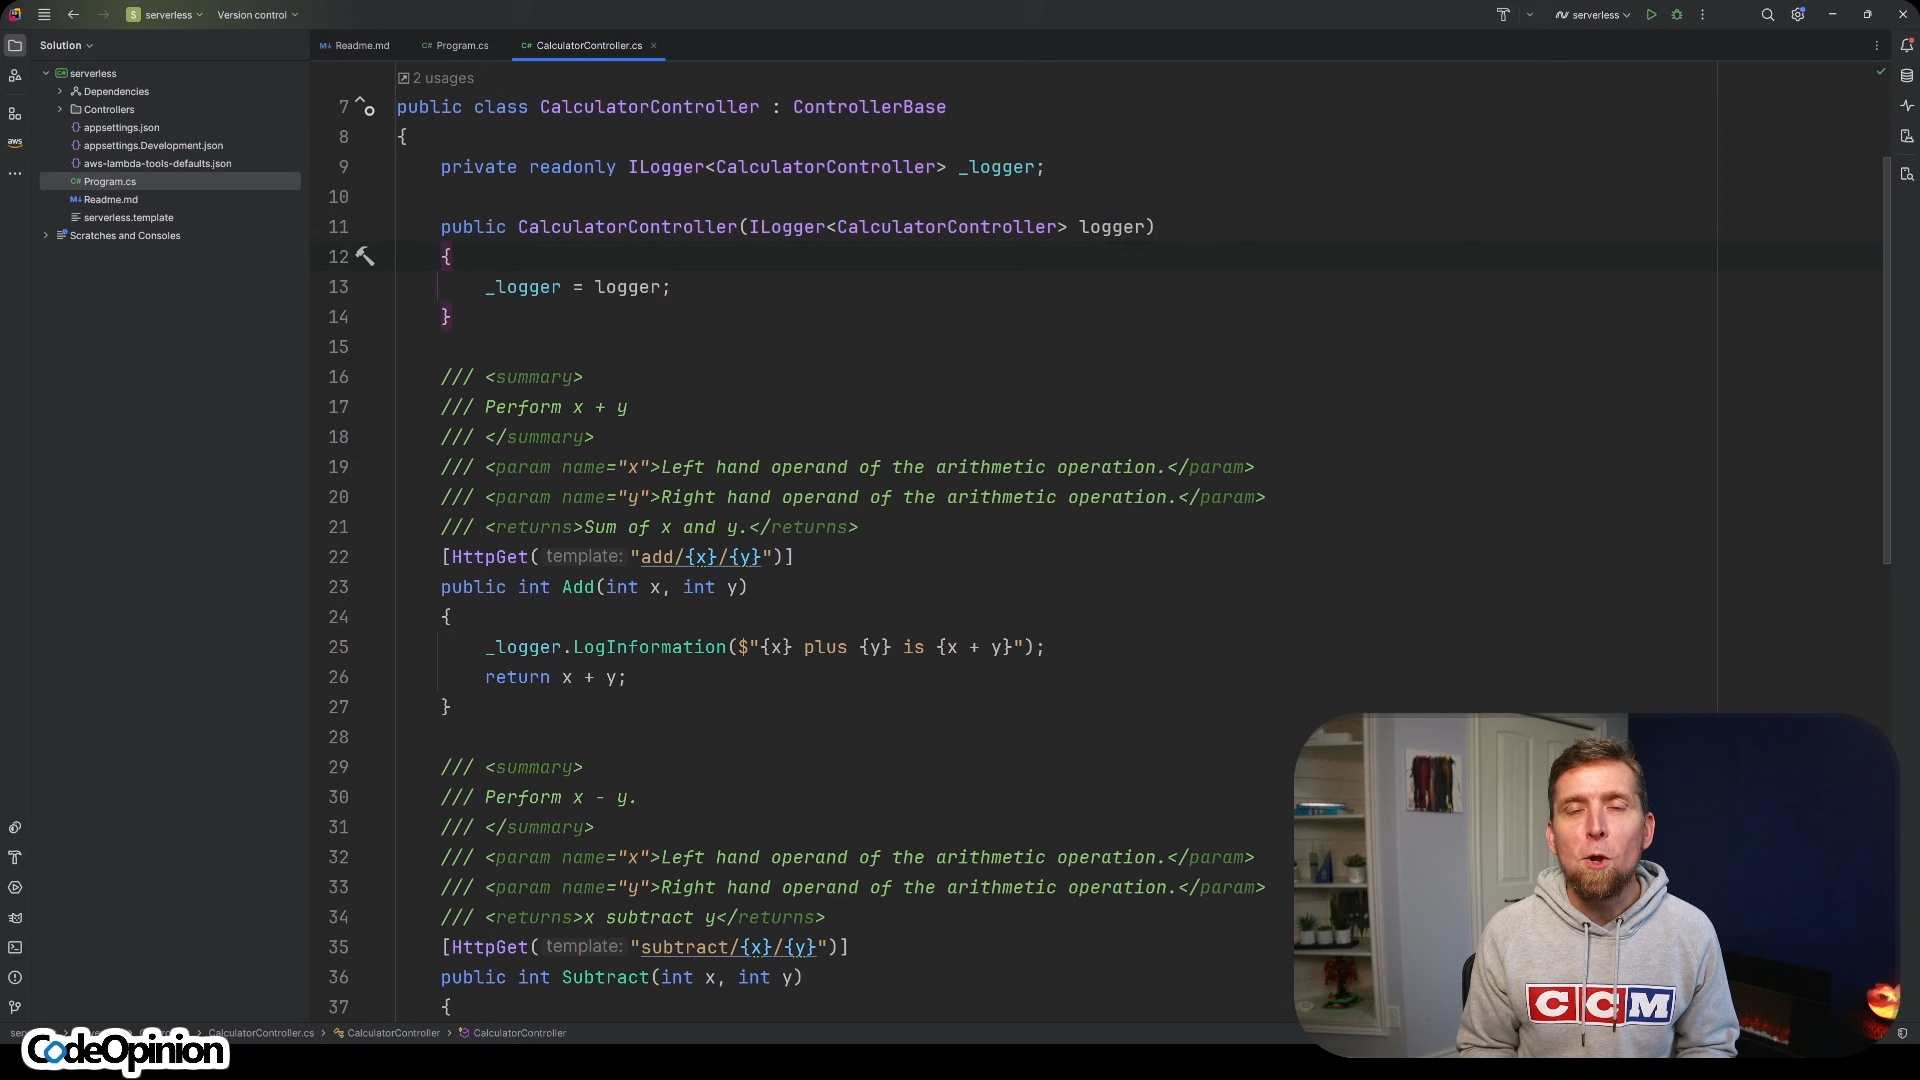 serverless
Version control
serverless
Solution
Readme.md
Program.cs
CalculatorController.cs
serverless
Dependencies
Controllers
appsettings.json
appsettings.Development.json
aws-lambda-tools-defaults.json
Program.cs
Readme.md
serverless.template
Scratches and Consoles
aws
2 usages
7 public class CalculatorController : ControllerBase
8 {
9 private readonly ILogger<CalculatorController> _logger;
10
11 public CalculatorController(ILogger<CalculatorController> logger)
12 {
13 _logger = logger;
14 }
15
16 /// <summary>
17 /// Perform x + y
18 /// </summary>
19 /// <param name="x">Left hand operand of the arithmetic operation.</param>
20 /// <param name="y">Right hand operand of the arithmetic operation.</param>
21 /// <returns>Sum of x and y.</returns>
22 [HttpGet( template: "add/{x}/{y}")]
23 public int Add(int x, int y)
24 {
25 _logger.LogInformation($"{x} plus {y} is {x + y}");
26 return x + y;
27 }
28
29 /// <summary>
30 /// Perform x - y.
31 /// </summary>
32 /// <param name="x">Left hand operand of the arithmetic operation.</param>
33 /// <param name="y">Right hand operand of the arithmetic operation.</param>
34 /// <returns>x subtract y</returns>
35 [HttpGet( template: "subtract/{x}/{y}")]
36 public int Subtract(int x, int y)
37 {
CalculatorController.cs > CalculatorController > CalculatorController
CodeOpinion
CCM